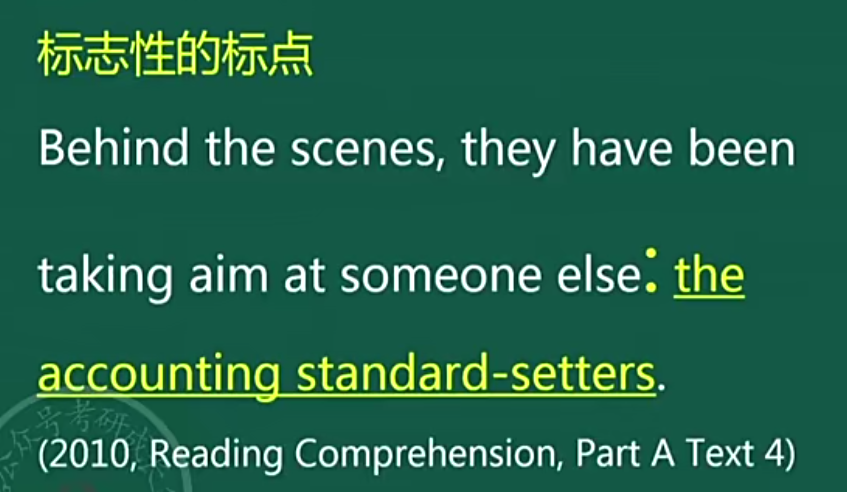 标志性的标点
Behind the scenes, they have been
taking aim at someone else: the
accounting standard-setters.
(2010, Reading Comprehension, Part A Text 4)